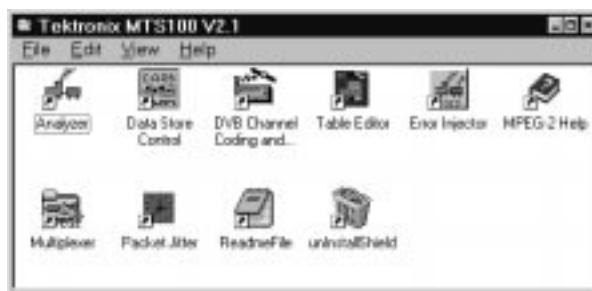 Tektronix MTS100 V2.1
File Edit View Help
Analyzer Data Store Control DVB Channel Coding and... Table Editor Error Injector MPEG-2 Help
Multiplexer Packet Jitter ReadmeFile unInstallShield